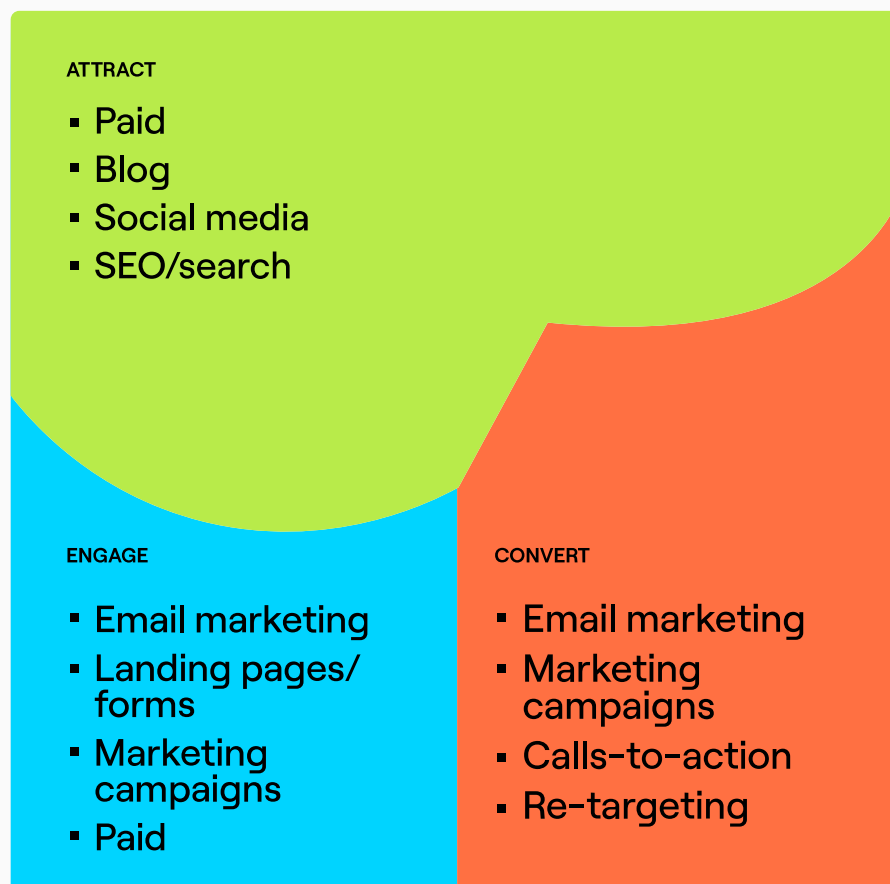 ATTRACT
▪ Paid
▪ Blog
▪ Social media
▪ SEO/search
ENGAGE
▪ Email marketing
▪ Landing pages/
forms
▪ Marketing
campaigns
▪ Paid
CONVERT
▪ Email marketing
▪ Marketing
campaigns
▪ Calls-to-action
▪ Re-targeting